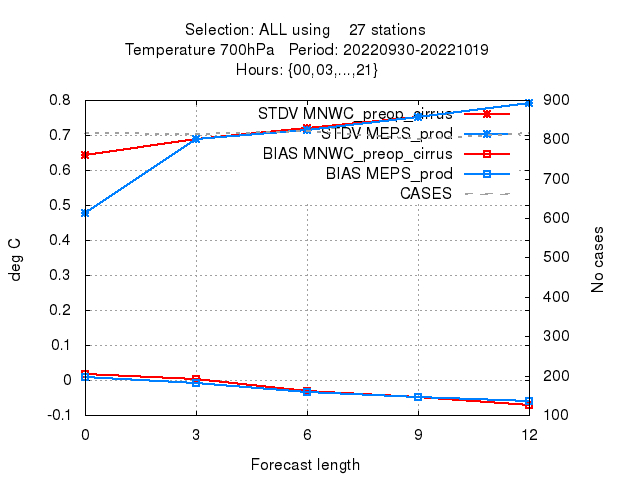 Selection: ALL using    27 stations
Temperature 700hPa   Period: 20220930-20221019
Hours: {00,03,...,21}
0.8
0.7
0.6
0.5
0.4
0.3
0.2
0.1
0
-0.1
deg C
STDV MNWC_preop_cirrus
STDV MEPS_prod
BIAS MNWC_preop_cirrus
BIAS MEPS_prod
CASES
900
800
700
600
500
400
300
200
100
No cases
0 3 6 9 12
Forecast length